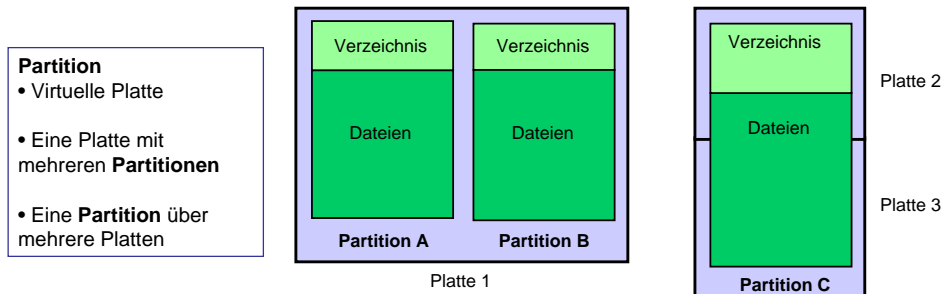 Partition
• Virtuelle Platte
• Eine Platte mit
mehreren Partitionen
• Eine Partition über
mehrere Platten
Verzeichnis
Dateien
Partition A
Verzeichnis
Dateien
Partition B
Platte 1
Verzeichnis
Dateien
Partition C
Platte 2
Platte 3